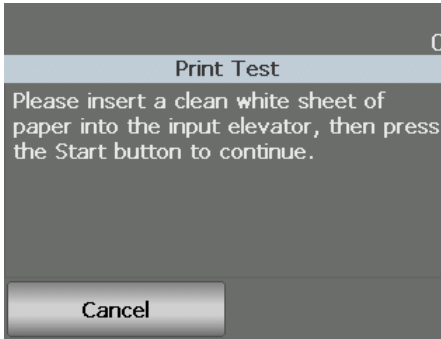 Print Test
Please insert a clean white sheet of
paper into the input elevator, then press
the Start button to continue.
Cancel